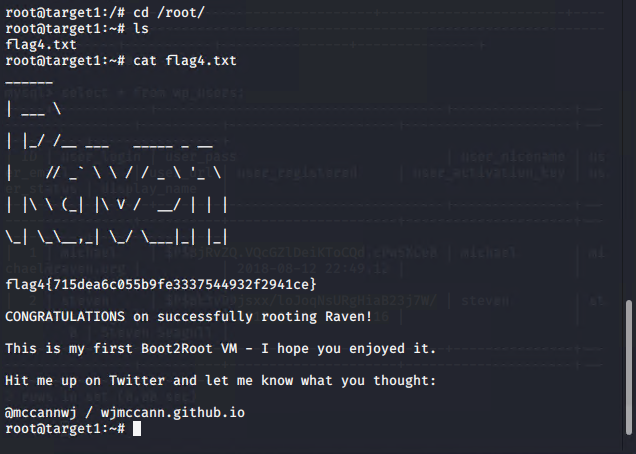 root@target1:/# cd /root/
root@target1:~# ls
flag4.txt
root@target1:~# cat flag4.txt
______
| ___ \
| |_/ /__ ___   _____ _ __
|    // _` \ \ / / _ \ '_ \
| |\ \ (_| |\ V /  __/ | | |
\_| \_\__,_| \_/ \___|_| |_|
flag4{715dea6c055b9fe3337544932f2941ce}
CONGRATULATIONS on successfully rooting Raven!
This is my first Boot2Root VM - I hope you enjoyed it.
Hit me up on Twitter and let me know what you thought:
@mccannwj / wjmccann.github.io
root@target1:~#